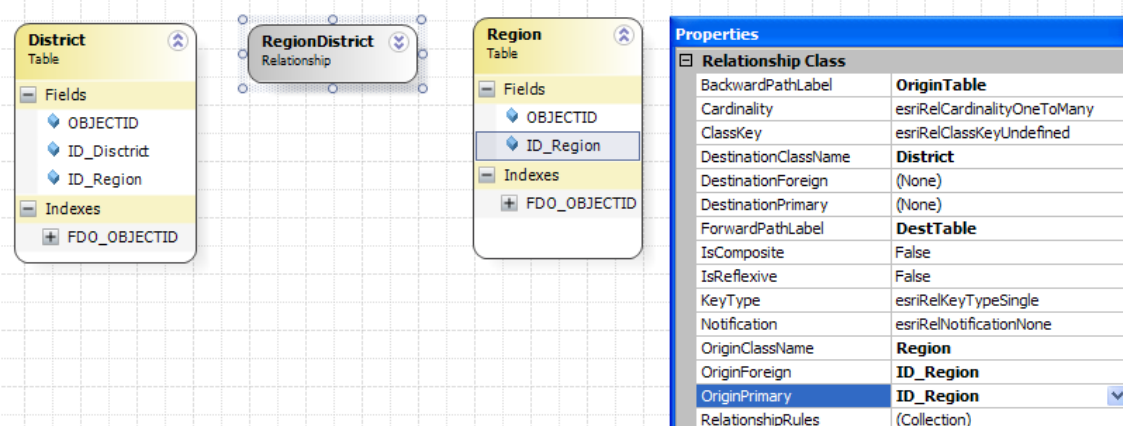 District
Table
Fields
OBJECTID
ID_Disctrict
ID_Region
Indexes
FDO_OBJECTID
RegionDistrict
Relationship
Region
Table
Fields
OBJECTID
ID_Region
Indexes
FDO_OBJECTID
Properties
Relationship Class
BackwardPathLabel OriginTable
Cardinality esriRelCardinalityOneToMany
ClassKey esriRelClassKeyUndefined
DestinationClassName District
DestinationForeign (None)
DestinationPrimary (None)
ForwardPathLabel DestTable
IsComposite False
IsReflexive False
KeyType esriRelKeyTypeSingle
Notification esriRelNotificationNone
OriginClassName Region
OriginForeign ID_Region
OriginPrimary ID_Region
RelationshipRules (Collection)